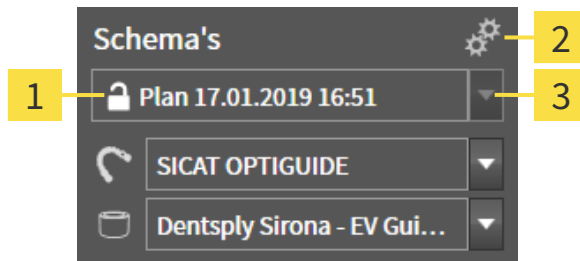 Schema's
2
1
Plan 17.01.2019 16:51
3
SICAT OPTIGUIDE
Dentsply Sirona - EV Gui...